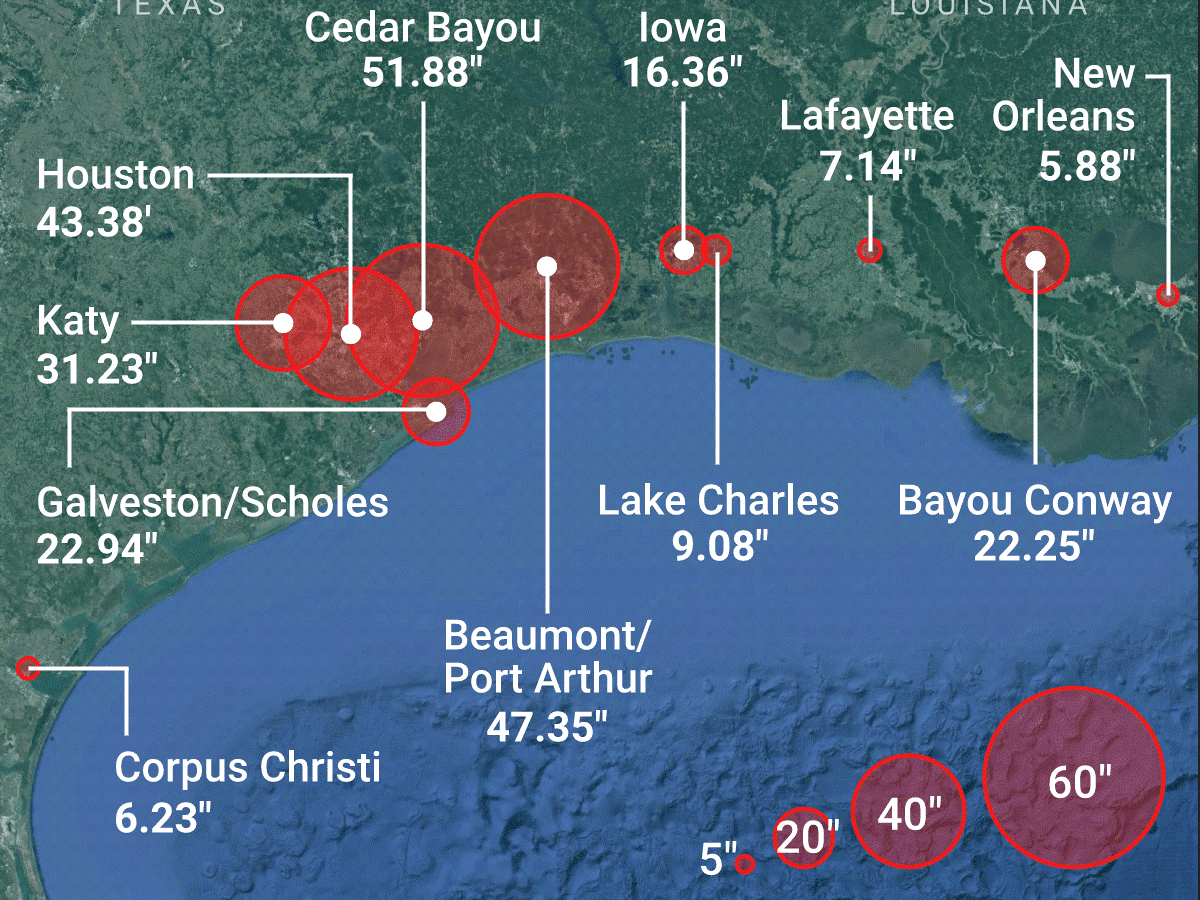 TEXAS
LOUISIANA
Cedar Bayou
51.88"
Iowa
16.36"
New
Orleans
5.88"
Lafayette
7.14"
Houston
43.38'
Katy
31.23"
Galveston/Scholes
22.94"
Lake Charles
9.08"
Bayou Conway
22.25"
Beaumont/
Port Arthur
47.35"
Corpus Christi
6.23"
5"
20"
40"
60"